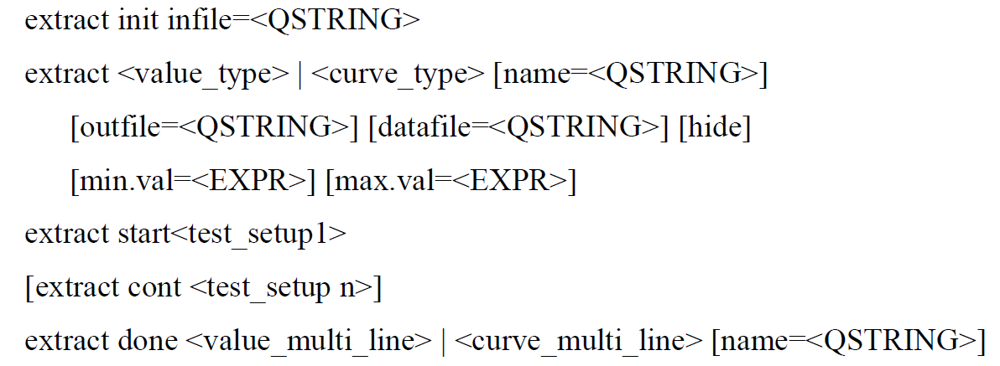 extract init infile=<QSTRING>
extract <value_type> | <curve_type> [name=<QSTRING>]
[outfile=<QSTRING>] [datafile=<QSTRING>] [hide]
[min.val=<EXPR>] [max.val=<EXPR>]
extract start<test_setup1>
[extract cont <test_setup n>]
extract done <value_multi_line> | <curve_multi_line> [name=<QSTRING>]